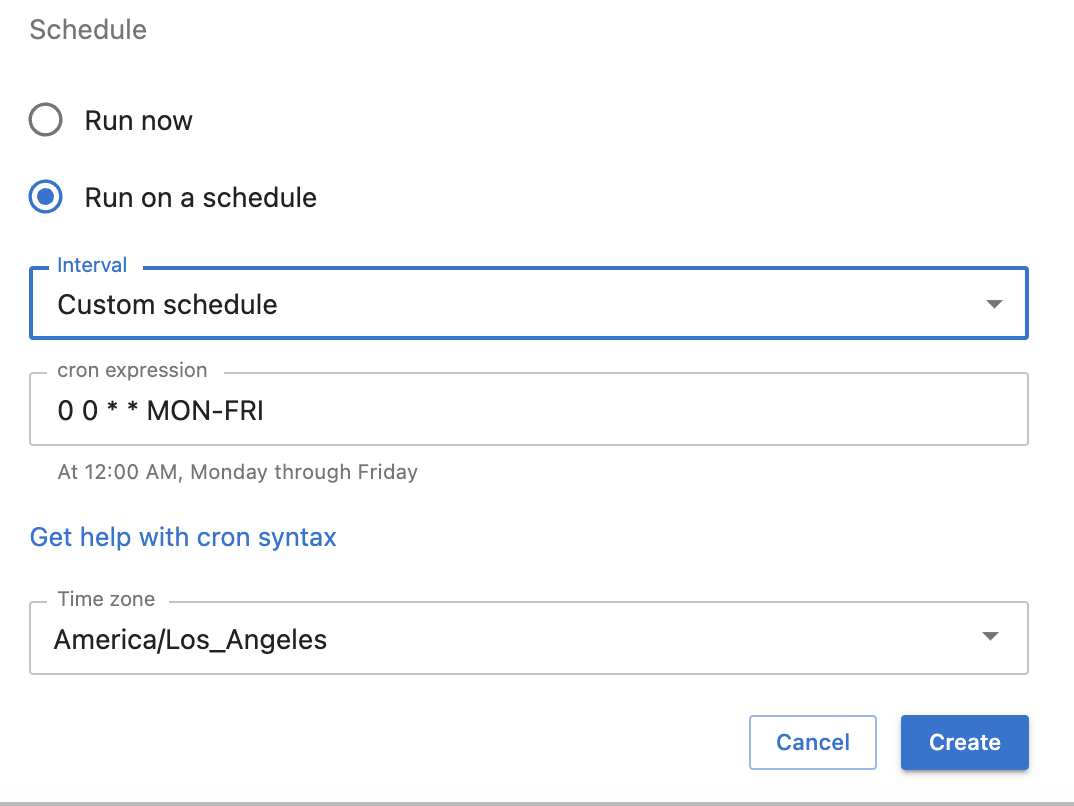 Schedule
Run now
Run on a schedule
Interval
Custom schedule
cron expression
0 0 * * MON-FRI
At 12:00 AM, Monday through Friday
Get help with cron syntax
Time zone
America/Los_Angeles
Cancel
Create